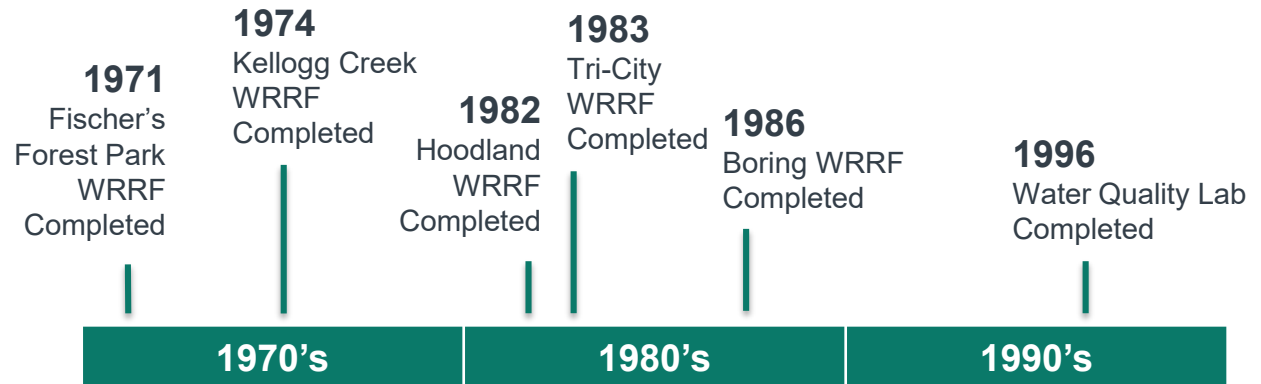 1971
Fischer’s
Forest Park
WRRF
Completed
1974
Kellogg Creek
WRRF
Completed
1982
Hoodland
WRRF
Completed
1983
Tri-City
WRRF
Completed
1986
Boring WRRF
Completed
1996
Water Quality Lab
Completed
1970’s
1980’s
1990’s